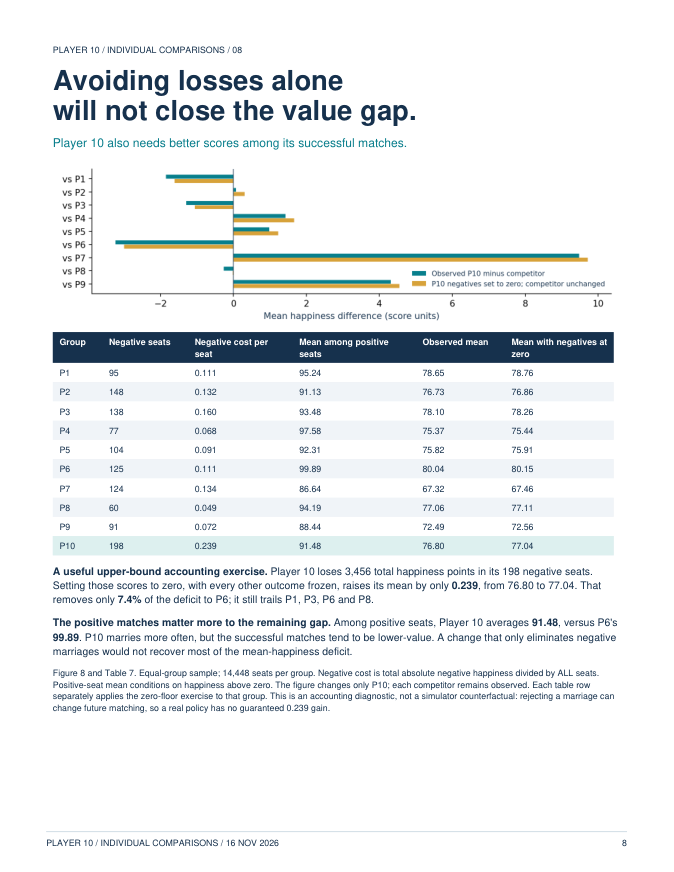 PLAYER 10 / INDIVIDUAL COMPARISONS / 08
Avoiding losses alone
will not close the value gap.
Player 10 also needs better scores among its successful matches.
vs P1
vs P2
vs P3
vs P4
vs P5
vs P6
vs P7
vs P8
vs P9
Observed P10 minus competitor
P10 negatives set to zero; competitor unchanged
−2 0 2 4 6 8 10
Mean happiness difference (score units)
Group Negative seats Negative cost per seat Mean among positive seats Observed mean Mean with negatives at zero
P1 95 0.111 95.24 78.65 78.76
P2 148 0.132 91.13 76.73 76.86
P3 138 0.160 93.48 78.10 78.26
P4 77 0.068 97.58 75.37 75.44
P5 104 0.091 92.31 75.82 75.91
P6 125 0.111 99.89 80.04 80.15
P7 124 0.134 86.64 67.32 67.46
P8 60 0.049 94.19 77.06 77.11
P9 91 0.072 88.44 72.49 72.56
P10 198 0.239 91.48 76.80 77.04
A useful upper-bound accounting exercise. Player 10 loses 3,456 total happiness points in its 198 negative seats.
Setting those scores to zero, with every other outcome frozen, raises its mean by only 0.239, from 76.80 to 77.04. That
removes only 7.4% of the deficit to P6; it still trails P1, P3, P6 and P8.
The positive matches matter more to the remaining gap. Among positive seats, Player 10 averages 91.48, versus P6's
99.89. P10 marries more often, but the successful matches tend to be lower-value. A change that only eliminates negative
marriages would not recover most of the mean-happiness deficit.
Figure 8 and Table 7. Equal-group sample; 14,448 seats per group. Negative cost is total absolute negative happiness divided by ALL seats.
Positive-seat mean conditions on happiness above zero. The figure changes only P10; each competitor remains observed. Each table row
separately applies the zero-floor exercise to that group. This is an accounting diagnostic, not a simulator counterfactual: rejecting a marriage can
change future matching, so a real policy has no guaranteed 0.239 gain.
PLAYER 10 / INDIVIDUAL COMPARISONS / 16 NOV 2026 8